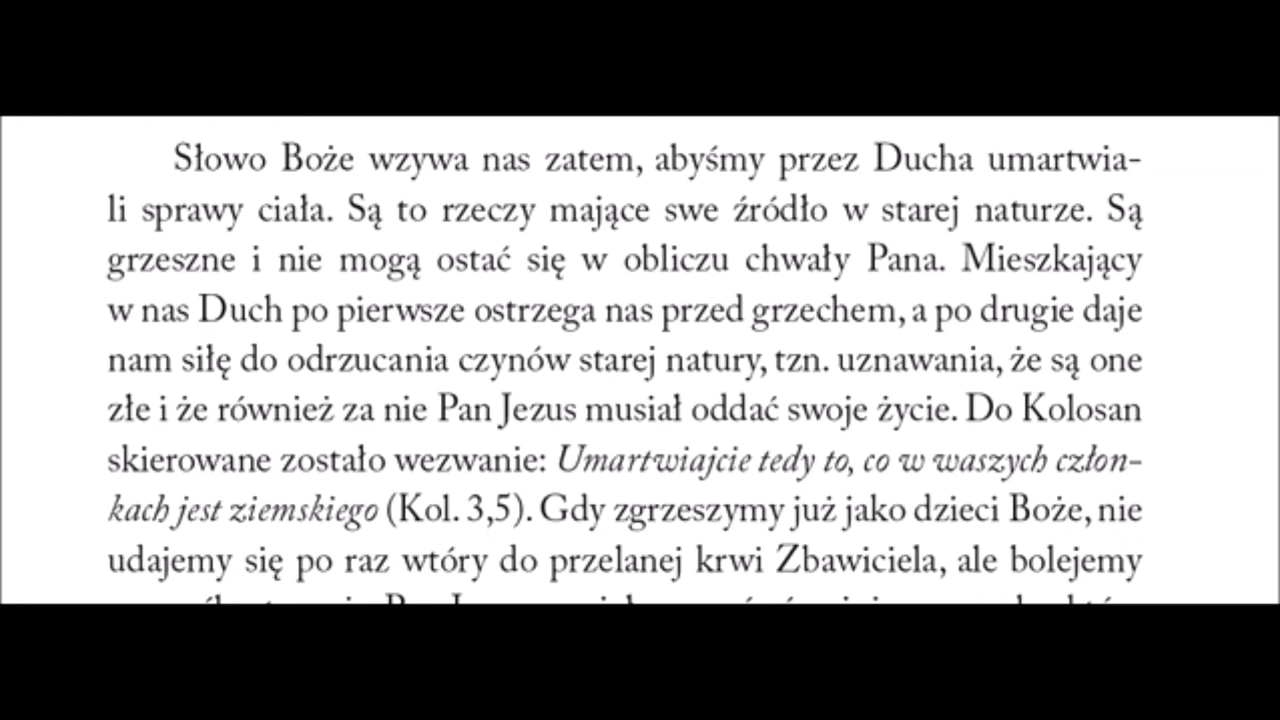 Słowo Boże wzywa nas zatem, abyśmy przez Ducha umartwia-
li sprawy ciała. Są to rzeczy mające swe źródło w starej naturze. Są
grzeszne i nie mogą ostać się w obliczu chwały Pana. Mieszkający
w nas Duch po pierwsze ostrzega nas przed grzechem, a po drugie daje
nam siłę do odrzucania czynów starej natury, tzn. uznawania, że są one
złe i że również za nie Pan Jezus musiał oddać swoje życie. Do Kolosan
skierowane zostało wezwanie: Umartwiajcie tedy to, co w waszych człon-
kach jest ziemskiego (Kol. 3,5). Gdy zgrzeszymy już jako dzieci Boże, nie
udajemy się po raz wtóry do przelanej krwi Zbawiciela, ale bolejemy